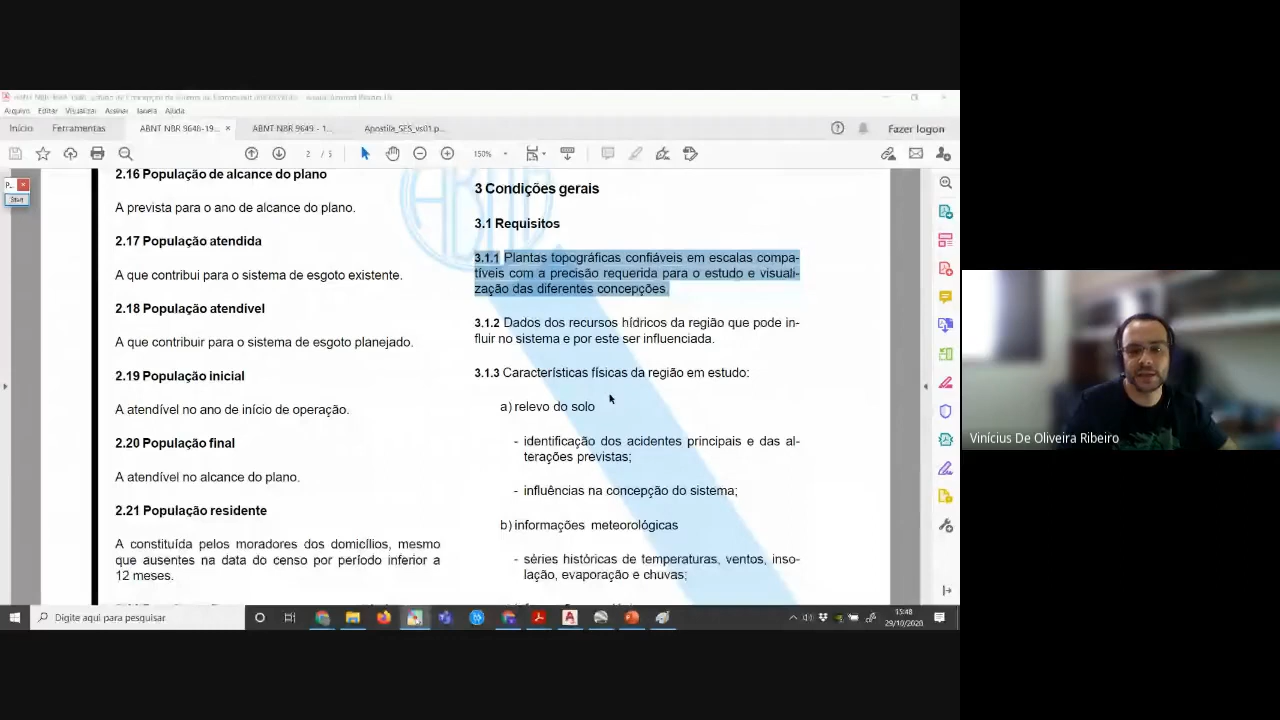 Arquivo Editar Visualizar Assinar Janela Ajuda
Início Ferramentas ABNT NBR 9648-19... × ABNT NBR 9649 - 1... Apostila_SES_vs01.p... Fazer logon
2 / 5 150%
P... ×
2.16 População de alcance do plano
A prevista para o ano de alcance do plano.
2.17 População atendida
A que contribui para o sistema de esgoto existente.
2.18 População atendível
A que contribuir para o sistema de esgoto planejado.
2.19 População inicial
A atendível no ano de início de operação.
2.20 População final
A atendível no alcance do plano.
2.21 População residente
A constituída pelos moradores dos domicílios, mesmo
que ausentes na data do censo por período inferior a
12 meses.
3 Condições gerais
3.1 Requisitos
3.1.1 Plantas topográficas confiáveis em escalas compa-
tíveis com a precisão requerida para o estudo e visuali-
zação das diferentes concepções
3.1.2 Dados dos recursos hídricos da região que pode in-
fluir no sistema e por este ser influenciada.
3.1.3 Características físicas da região em estudo:
a) relevo do solo
- identificação dos acidentes principais e das al-
terações previstas;
- influências na concepção do sistema;
b) informações meteorológicas
- séries históricas de temperaturas, ventos, inso-
lação, evaporação e chuvas;
Vinícius De Oliveira Ribeiro
Digite aqui para pesquisar
15:48
29/10/2020